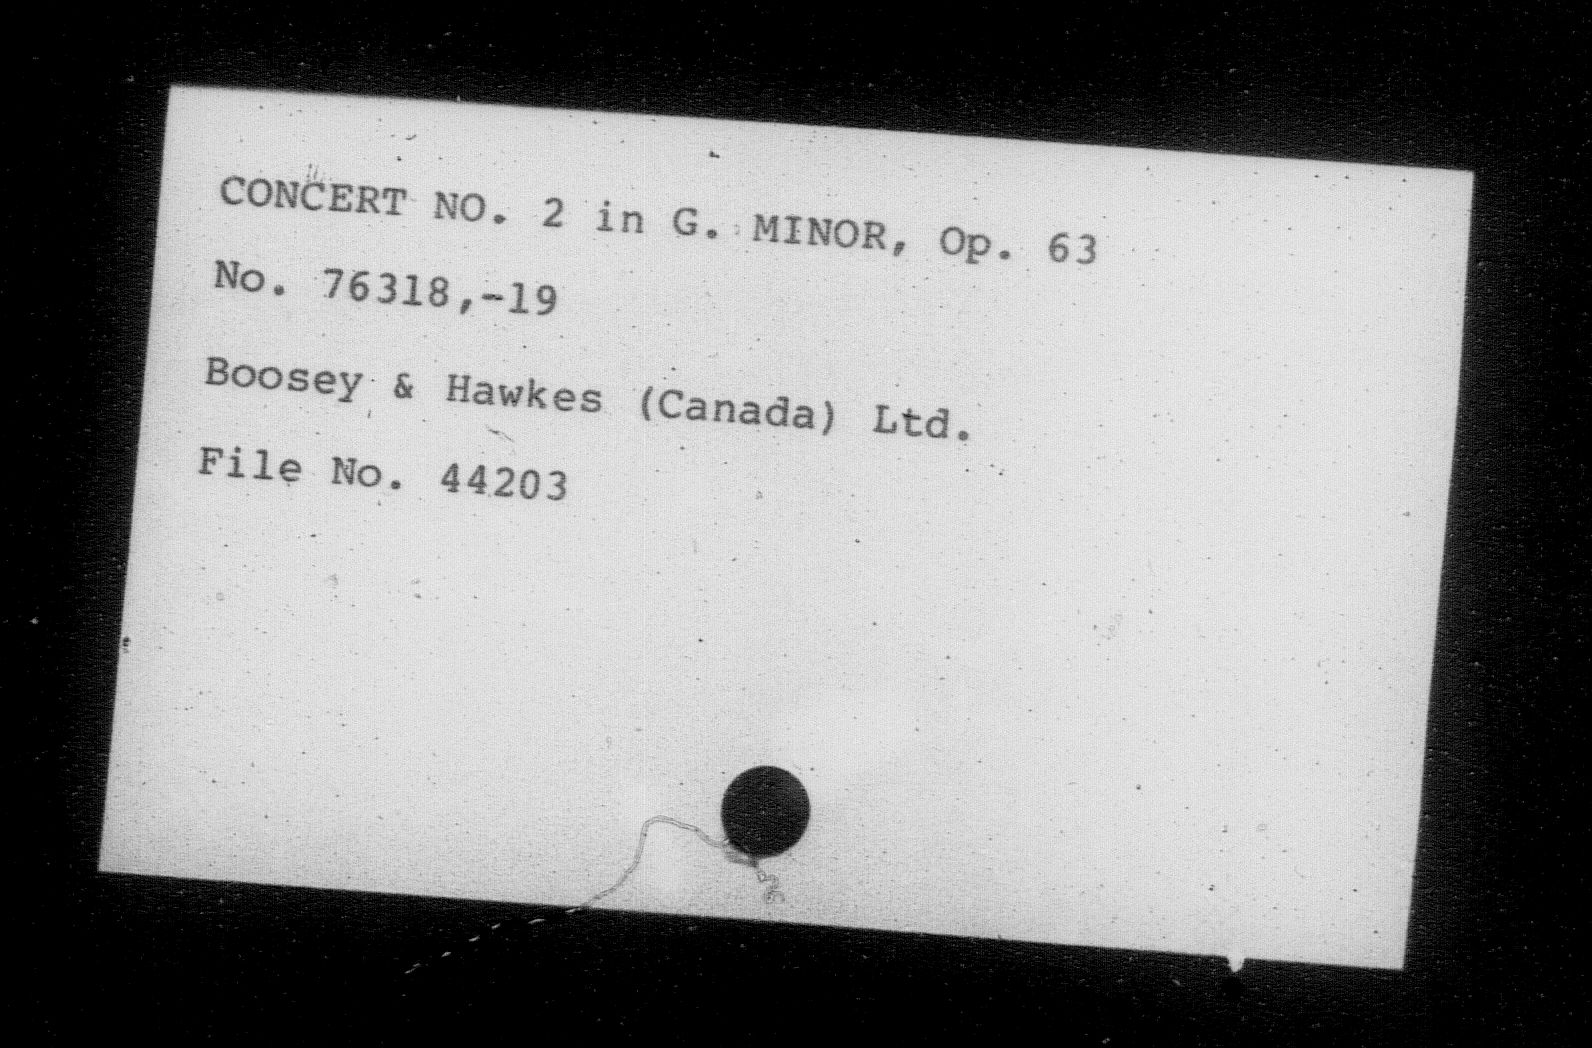 CONCERT NO. 2 in G. MINOR, Op. 63
No. 76318,-19
Boosey & Hawkes (Canada) Ltd.
File No. 44203